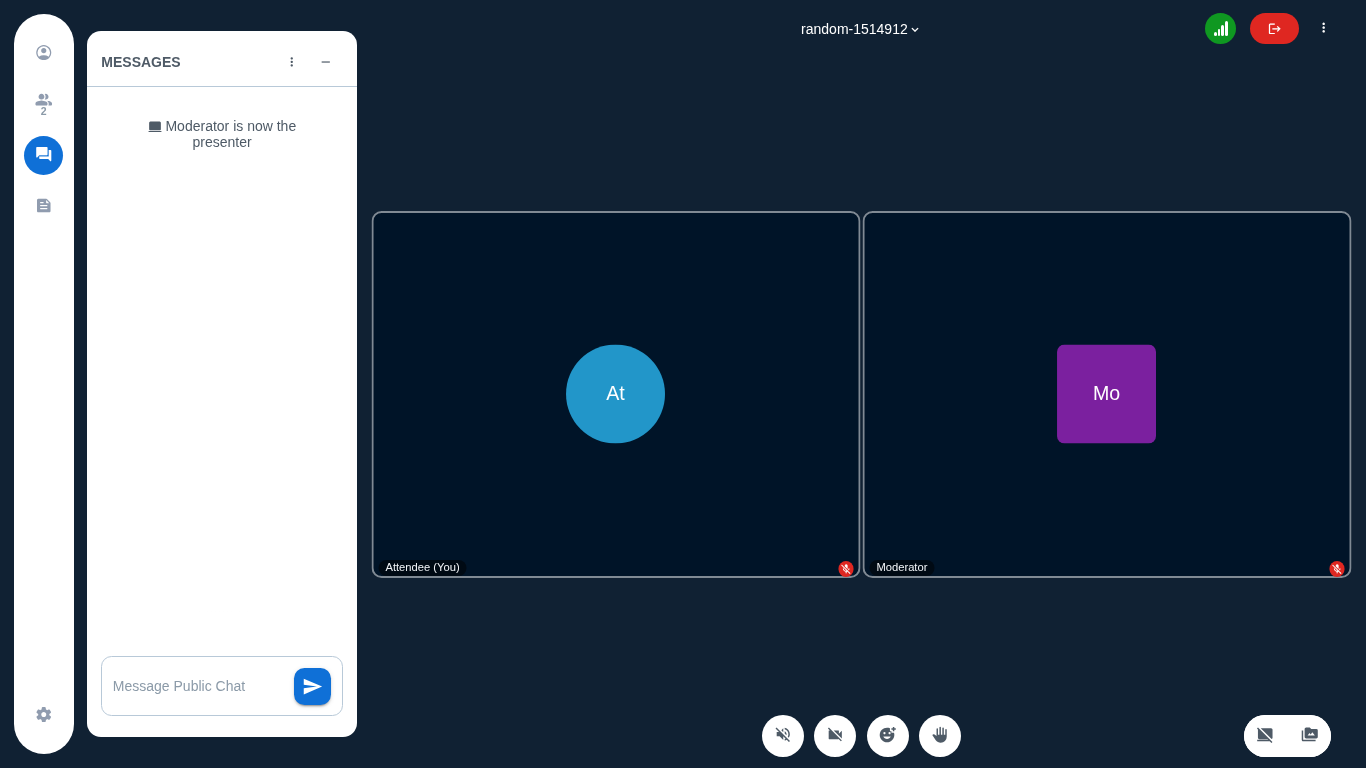 random-1514912
2
MESSAGES
Moderator is now the
presenter
At
Mo
Attendee (You)
Moderator
Message Public Chat